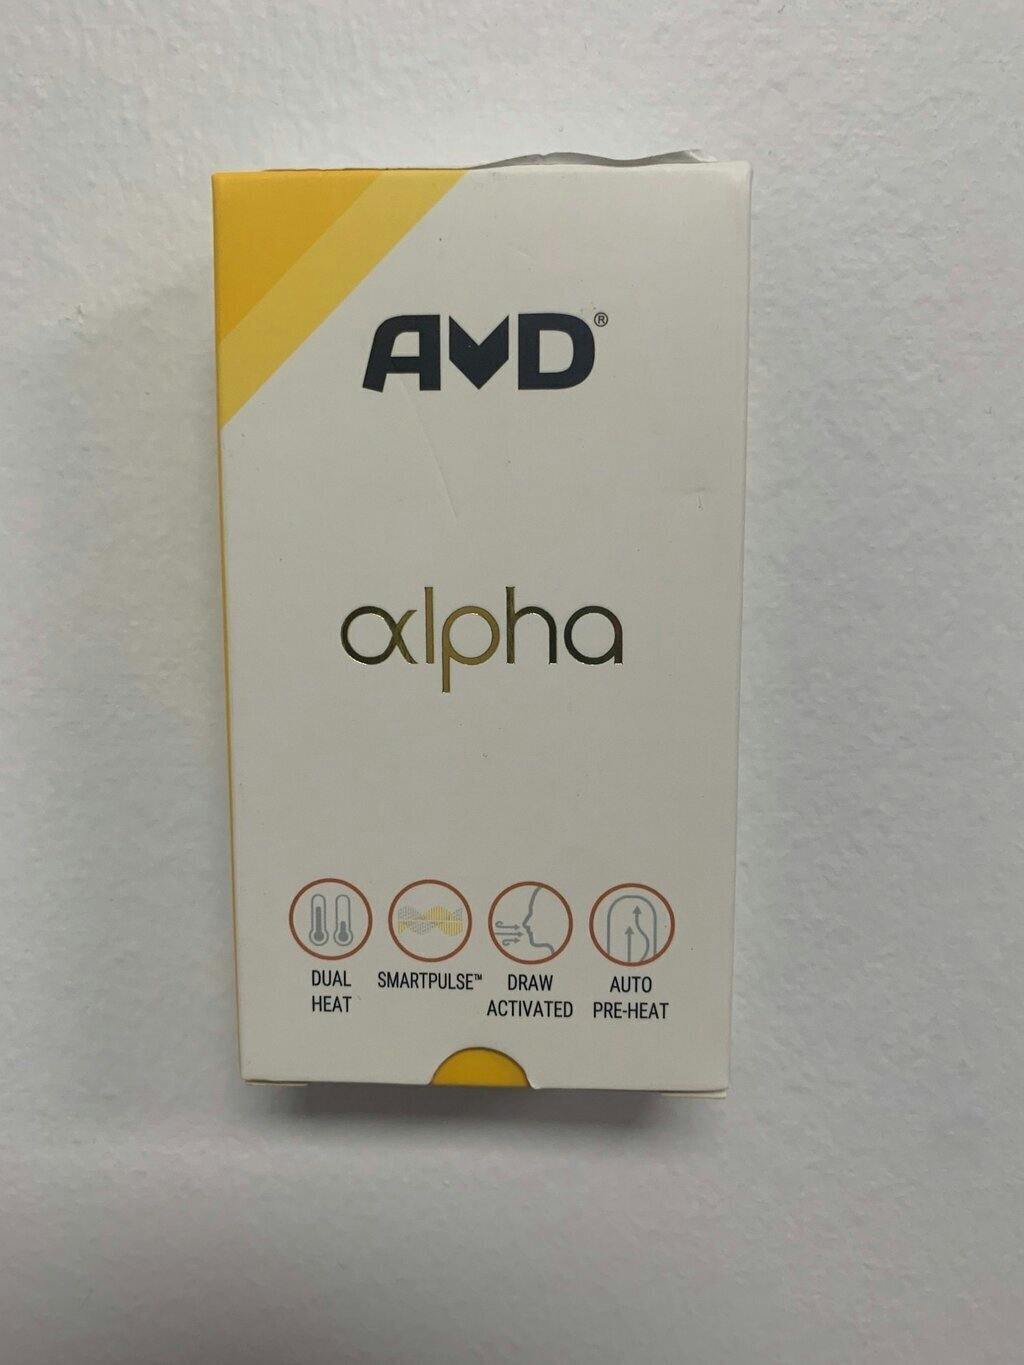 AVD®
alpha
DUAL HEAT
SMARTPULSE™
DRAW ACTIVATED
AUTO PRE-HEAT